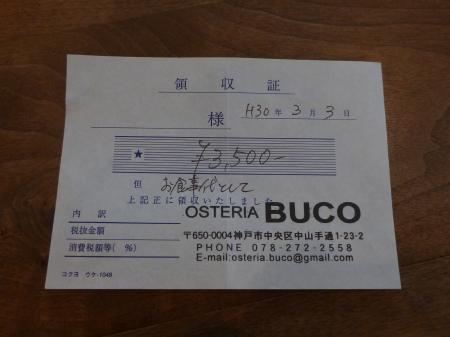 領収証
様 H30年 3月 3日
★ ¥3,500-
但 お食事代として
上記正に領収いたしました
内訳
税抜金額
消費税額等( %)
OSTERIA BUCO
〒650-0004神戸市中央区中山手通1-23-2
PHONE 078-272-2558
E-mail:osteria.buco@gmail.com
コクヨ ウケ-1048